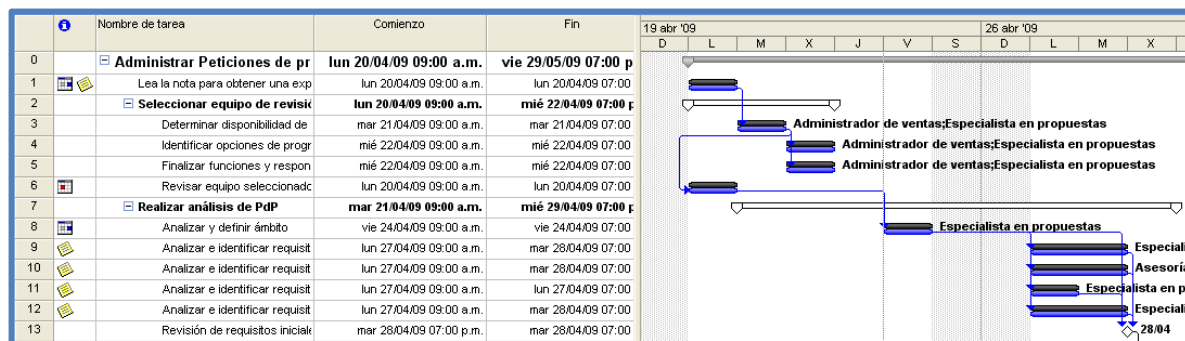 Nombre de tarea Comienzo Fin 19 abr '09 26 abr '09
D L M X J V S D L M X
0 Administrar Peticiones de pr lun 20/04/09 09:00 a.m. vie 29/05/09 07:00 p
1 Lea la nota para obtener una exp lun 20/04/09 09:00 a.m. lun 20/04/09 07:00
2 Seleccionar equipo de revisió lun 20/04/09 09:00 a.m. mié 22/04/09 07:00 p
3 Determinar disponibilidad de mar 21/04/09 09:00 a.m. mar 21/04/09 07:00 Administrador de ventas;Especialista en propuestas
4 Identificar opciones de progr mié 22/04/09 09:00 a.m. mié 22/04/09 07:00 Administrador de ventas;Especialista en propuestas
5 Finalizar funciones y respon mié 22/04/09 09:00 a.m. mié 22/04/09 07:00 Administrador de ventas;Especialista en propuestas
6 Revisar equipo seleccionado lun 20/04/09 09:00 a.m. lun 20/04/09 07:00
7 Realizar análisis de PdP mar 21/04/09 09:00 a.m. mié 29/04/09 07:00 p
8 Analizar y definir ámbito vie 24/04/09 09:00 a.m. vie 24/04/09 07:00 Especialista en propuestas
9 Analizar e identificar requisit lun 27/04/09 09:00 a.m. mar 28/04/09 07:00 Especiali
10 Analizar e identificar requisit lun 27/04/09 09:00 a.m. mar 28/04/09 07:00 Asesoría
11 Analizar e identificar requisit lun 27/04/09 09:00 a.m. lun 27/04/09 07:00 Especialista en p
12 Analizar e identificar requisit lun 27/04/09 09:00 a.m. mar 28/04/09 07:00 Especiali
13 Revisión de requisitos iniciale mar 28/04/09 07:00 p.m. mar 28/04/09 07:00 28/04